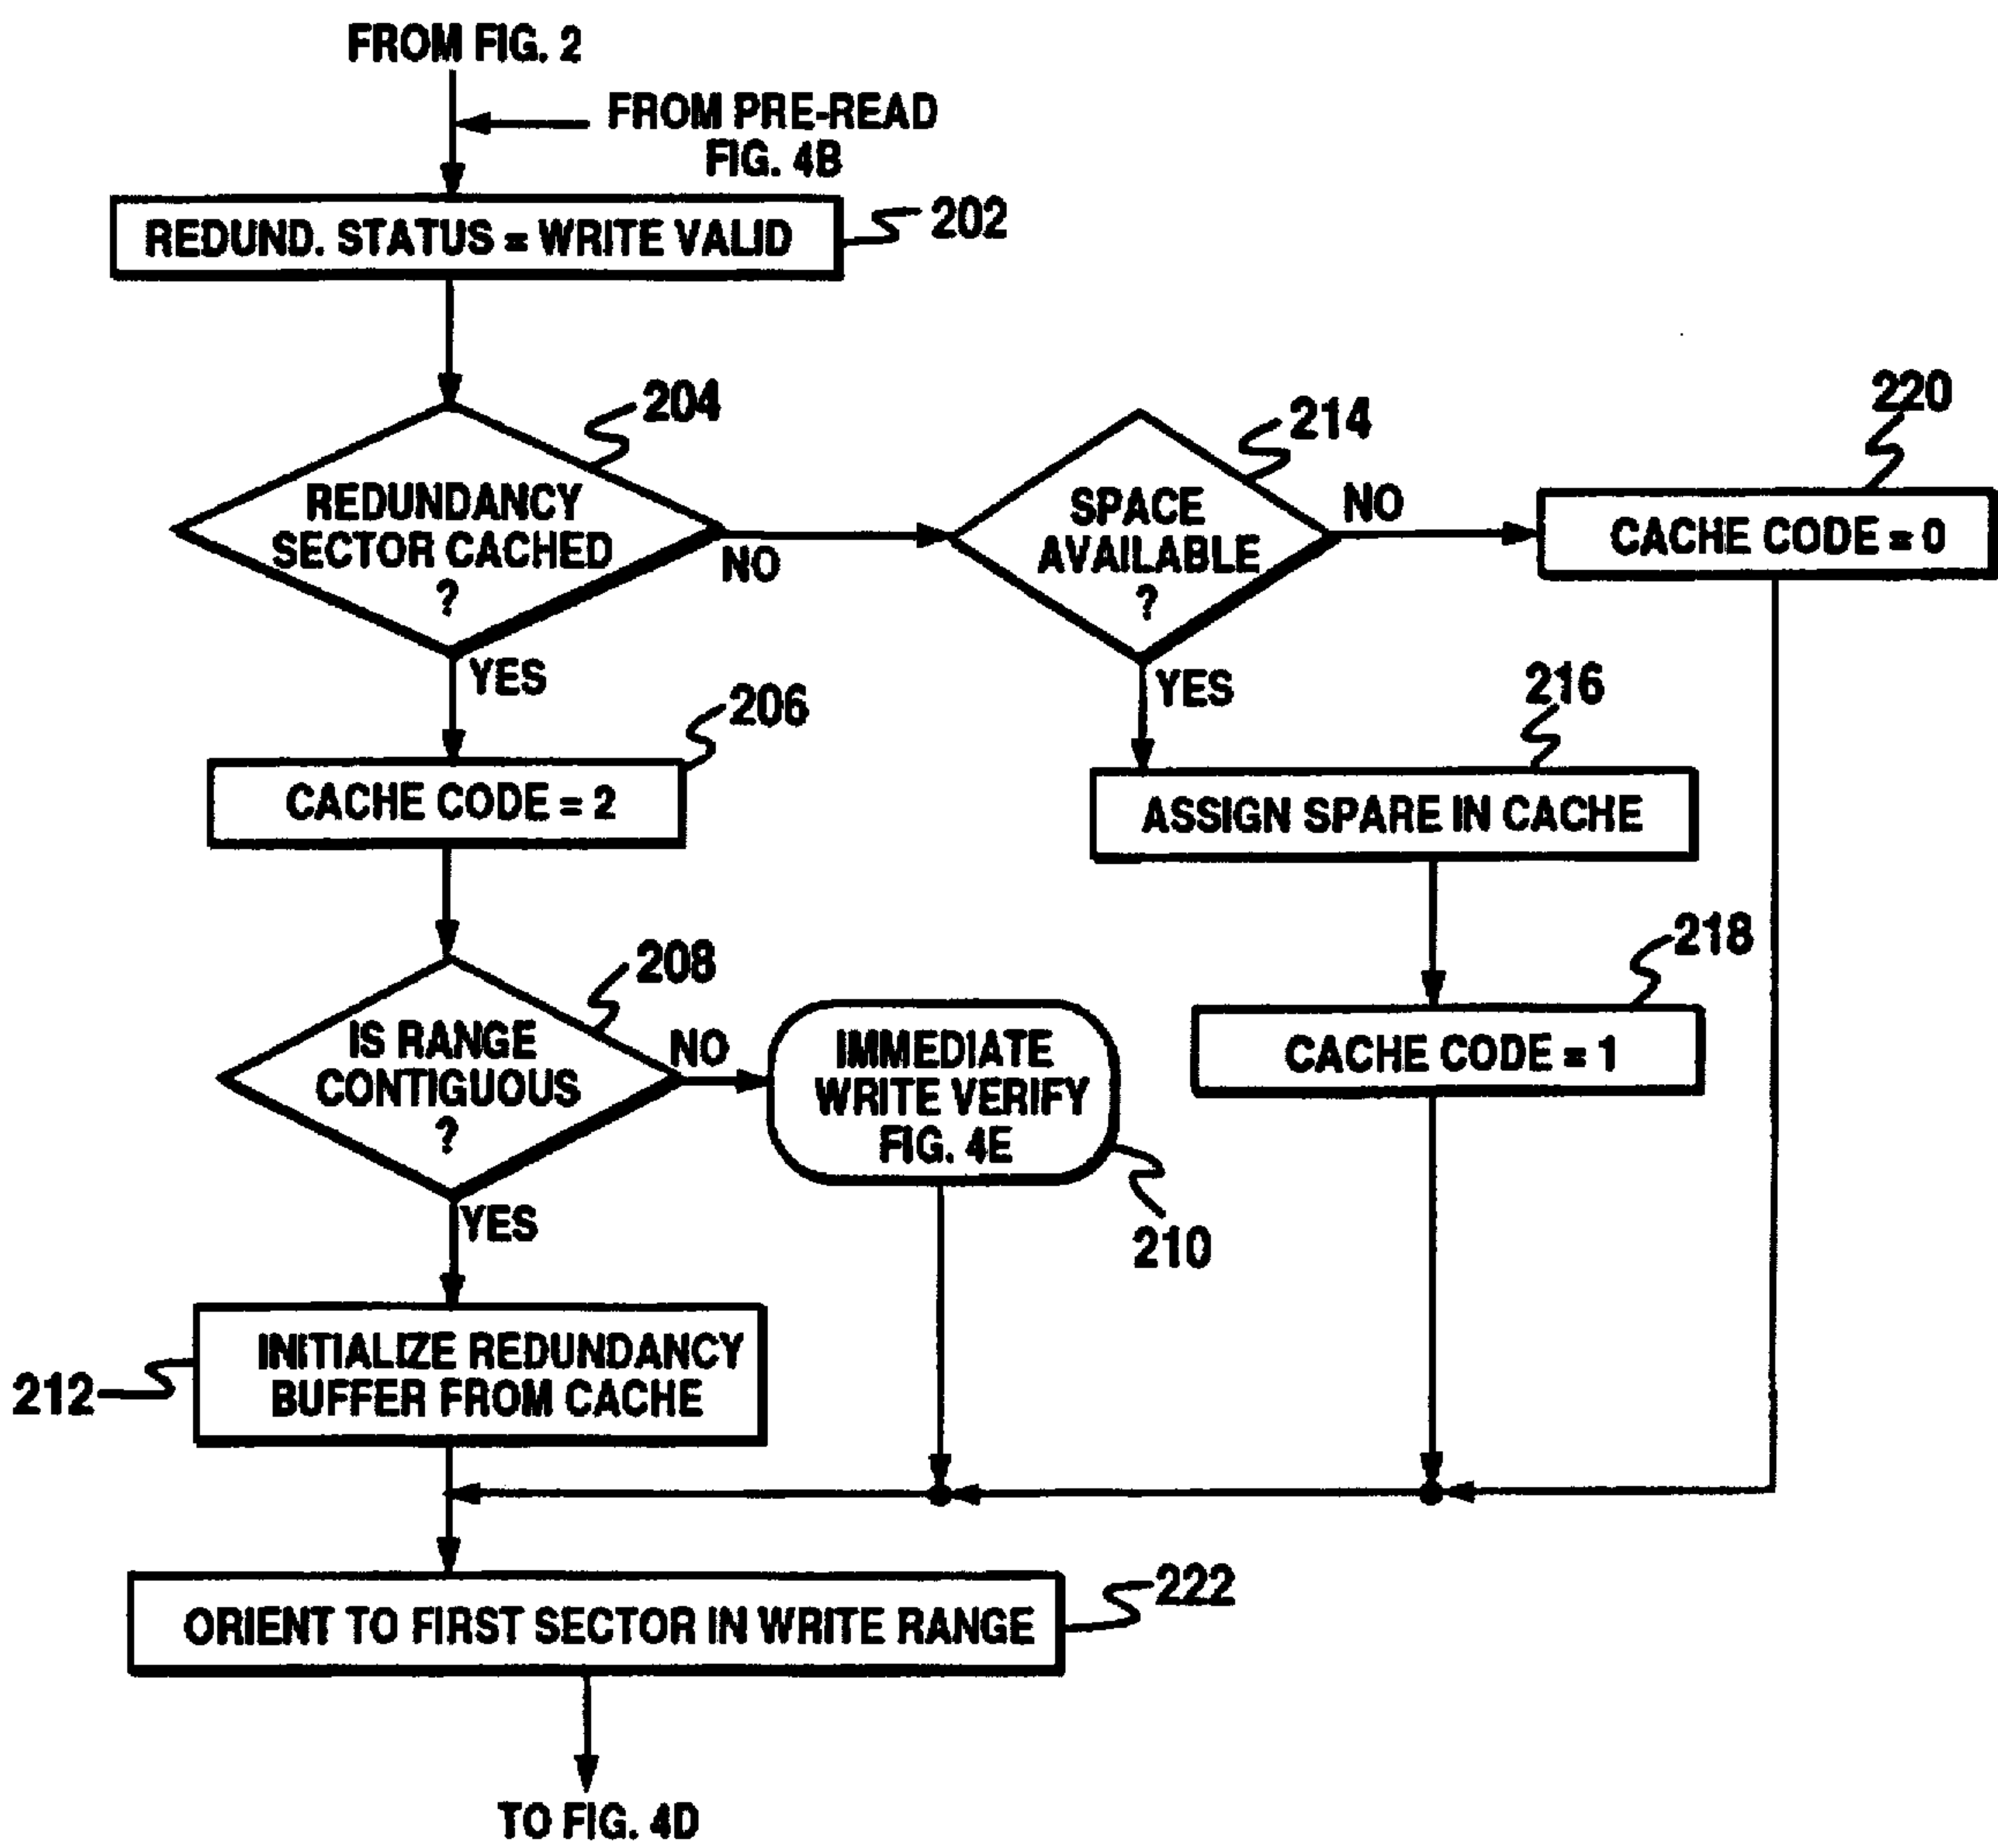 FROM FIG. 2
FROM PRE-READ
FIG. 4B
REDUND. STATUS = WRITE VALID
202
204
REDUNDANCY
SECTOR CACHED
?
NO
YES
214
SPACE
AVAILABLE
?
NO
YES
220
CACHE CODE = 0
206
CACHE CODE = 2
216
ASSIGN SPARE IN CACHE
218
CACHE CODE = 1
208
IS RANGE
CONTIGUOUS
?
NO
YES
IMMEDIATE
WRITE VERIFY
FIG. 4E
210
212
INITIALIZE REDUNDANCY
BUFFER FROM CACHE
222
ORIENT TO FIRST SECTOR IN WRITE RANGE
TO FIG. 4D